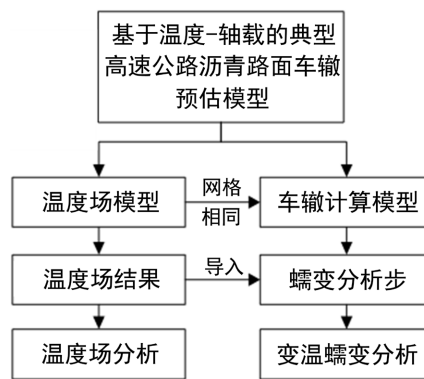 基于温度-轴载的典型
高速公路沥青路面车辙
预估模型
温度场模型
网格
相同
车辙计算模型
温度场结果
导入
蠕变分析步
温度场分析
变温蠕变分析